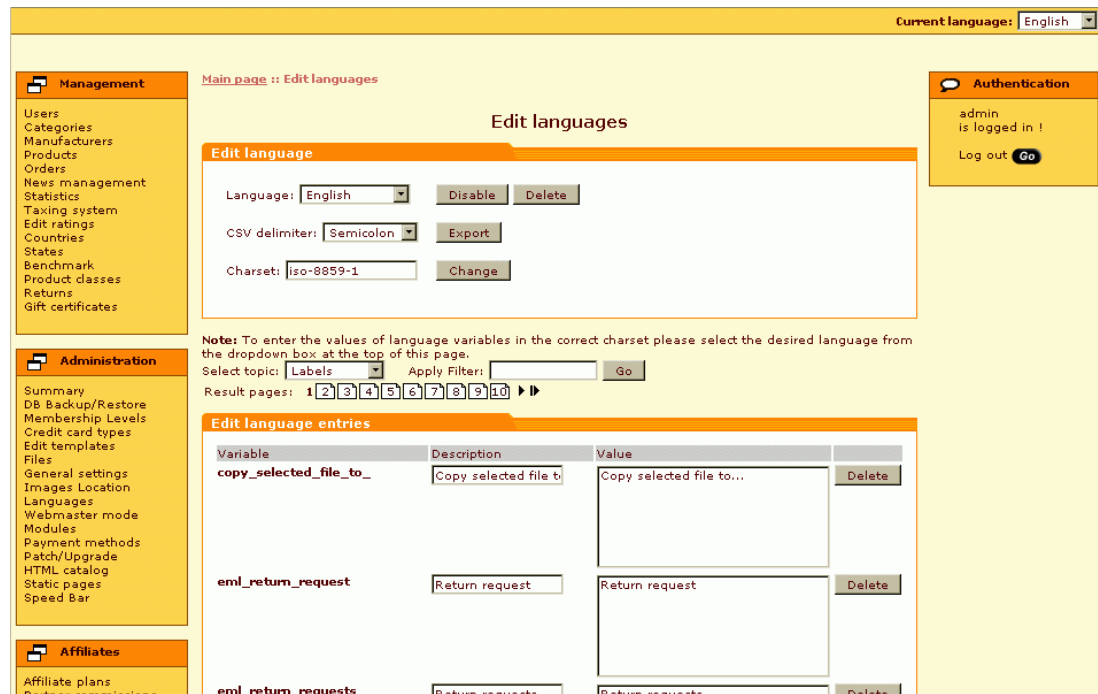 Current language: English
Management
Users
Categories
Manufacturers
Products
Orders
News management
Statistics
Taxing system
Edit ratings
Countries
States
Benchmark
Product classes
Returns
Gift certificates
Administration
Summary
DB Backup/Restore
Membership Levels
Credit card types
Edit templates
Files
General settings
Images Location
Languages
Webmaster mode
Modules
Payment methods
Patch/Upgrade
HTML catalog
Static pages
Speed Bar
Affiliates
Affiliate plans
Partner commissions
Main page :: Edit languages
Edit languages
Edit language
Language: English Disable Delete
CSV delimiter: Semicolon Export
Charset: iso-8859-1 Change
Note: To enter the values of language variables in the correct charset please select the desired language from
the dropdown box at the top of this page.
Select topic: Labels Apply Filter: Go
Result pages: 1 2 3 4 5 6 7 8 9 10
Edit language entries
Variable Description Value
copy_selected_file_to_ Copy selected file to Copy selected file to... Delete
eml_return_request Return request Return request Delete
eml_return_requests Return requests Return requests Delete
Authentication
admin
is logged in !
Log out Go